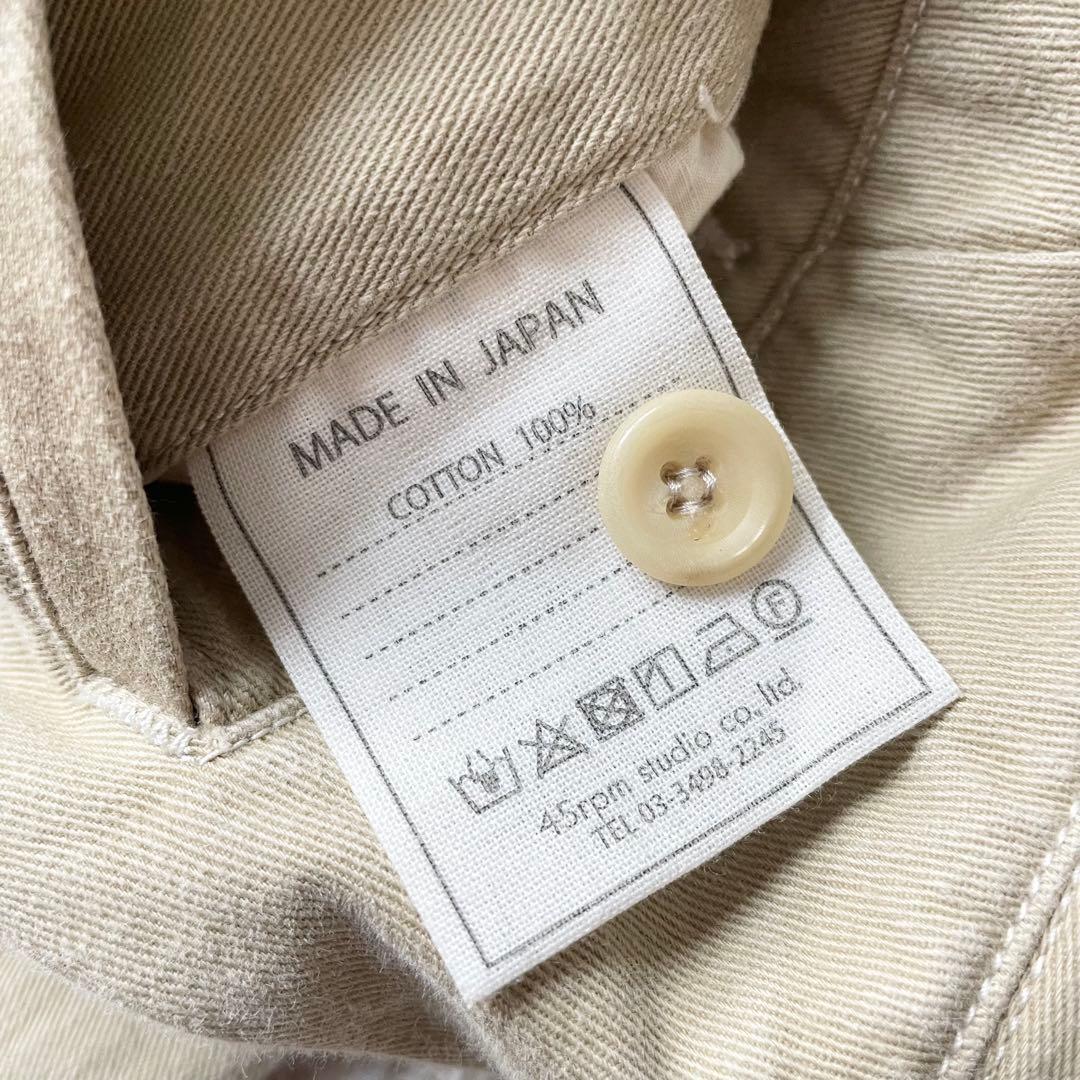 MADE IN JAPAN
COTTON 100%
F
45rpm studio co., ltd.
TEL 03-3498-2245